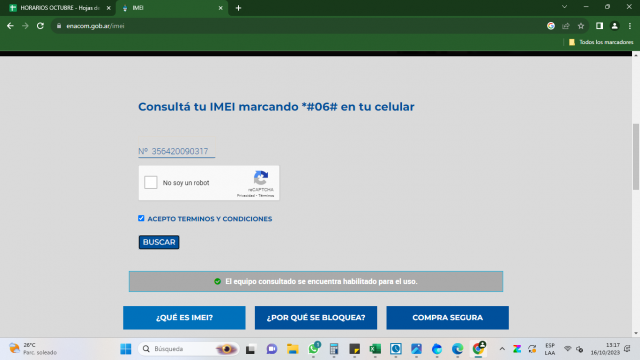 HORARIOS OCTUBRE - Hojas de
IMEI
enacom.gob.ar/imei
Todos los marcadores
Consultá tu IMEI marcando *#06# en tu celular
Nº 356420090317
No soy un robot
reCAPTCHA
Privacidad - Términos
ACEPTO TERMINOS Y CONDICIONES
BUSCAR
El equipo consultado se encuentra habilitado para el uso.
¿QUÉ ES IMEI?
¿POR QUÉ SE BLOQUEA?
COMPRA SEGURA
26°C
Parc. soleado
Búsqueda
ESP
LAA
13:17
16/10/2023